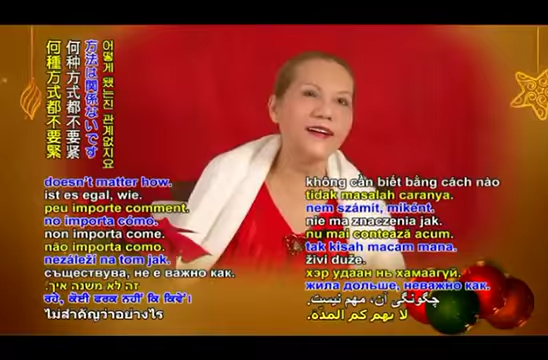 어떻게 됐는진 관계없지요
方法は関係ないです
何种方式都不要紧
何種方式都不要緊
doesn't matter how.
ist es egal, wie.
peu importe comment.
no importa cómo.
non importa come.
não importa como.
nezáleží na tom jak.
съществува, не е важно как.
זה לא משנה איך.
ਰਹੇ, ਕੋਈ ਫਰਕ ਨਹੀਂ ਕਿ ਕਿਵੇਂ।
ไม่สำคัญว่าอย่างไร
không cần biết bằng cách nào
tidak masalah caranya.
nem számít, miként.
nie ma znaczenia jak.
nu mai contează acum.
tak kisah macam mana.
živi duže.
хэр удаан нь хамаагүй.
жила дольше, неважно как.
چگونگی آن، مهم نیست.
لا يهم كم المدة.